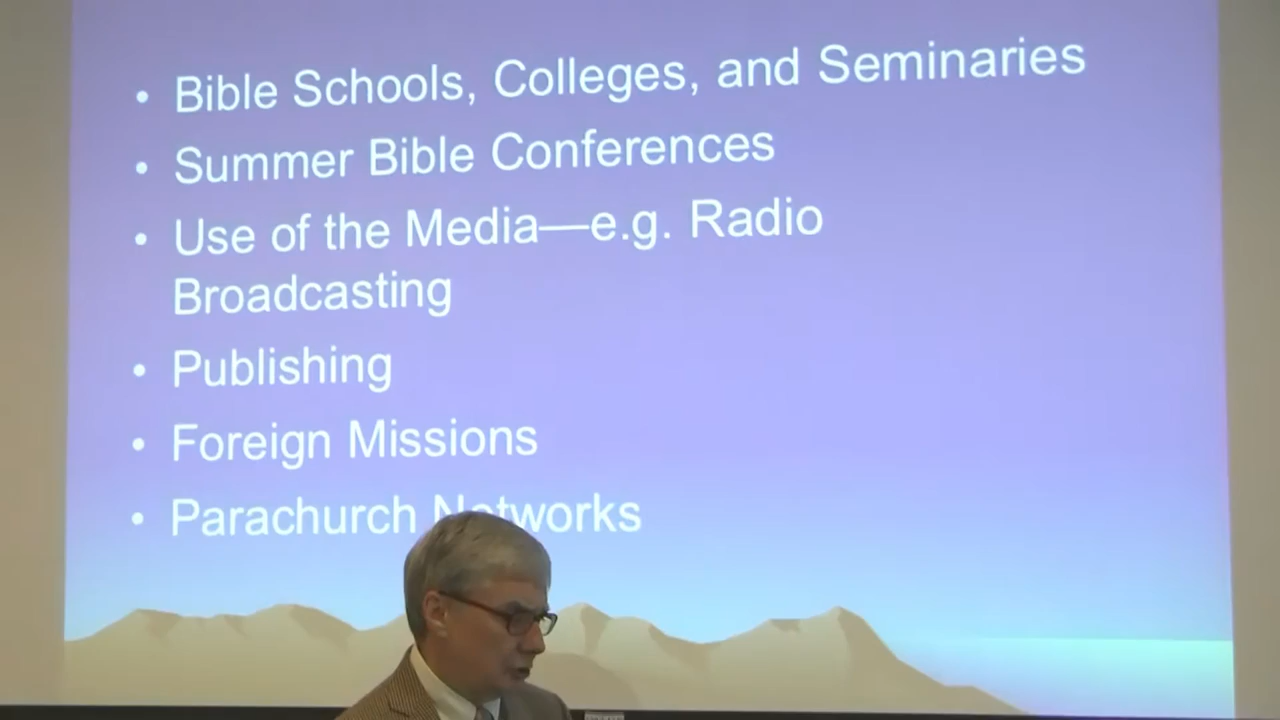 • Bible Schools, Colleges, and Seminaries
• Summer Bible Conferences
• Use of the Media—e.g. Radio
Broadcasting
• Publishing
• Foreign Missions
• Parachurch Networks